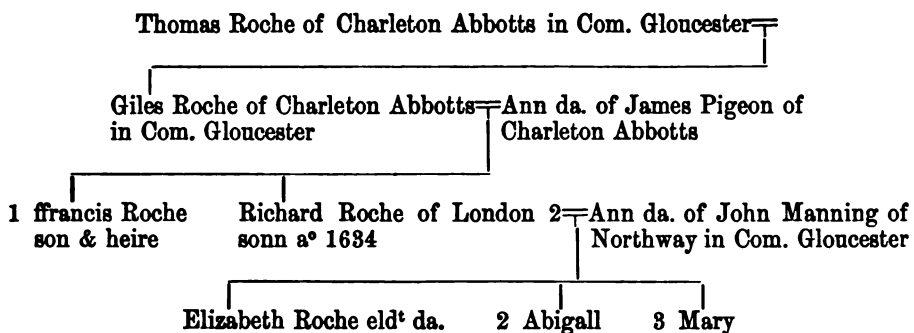 Thomas Roche of Charleton Abbotts in Com. Gloucester
Giles Roche of Charleton Abbotts
in Com. Gloucester
Ann da. of James Pigeon of
Charleton Abbotts
1 ffrancis Roche
son & heire
Richard Roche of London 2
sonn aº 1634
Ann da. of John Manning of
Northway in Com. Gloucester
Elizabeth Roche eldᵗ da.
2 Abigall
3 Mary